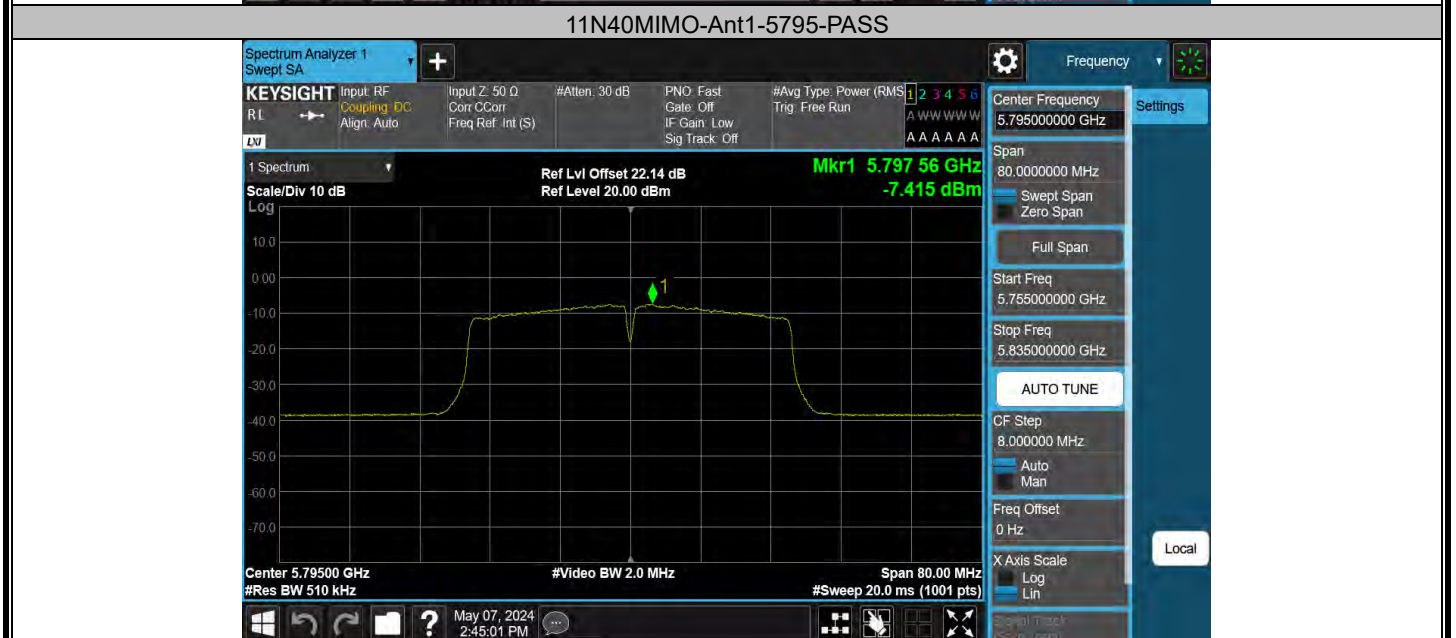 11N40MIMO-Ant1-5795-PASS
Spectrum Analyzer 1
Swept SA
Frequency
KEYSIGHT
RL
LXI
Input: RF
Coupling: DC
Align: Auto
Input Z: 50 Ω
Corr CCorr
Freq Ref: Int (S)
#Atten: 30 dB
PNO: Fast
Gate: Off
IF Gain: Low
Sig Track: Off
#Avg Type: Power (RMS
Trig: Free Run
1 2 3 4 5 6
A W W W W W
A A A A A A
Center Frequency
5.795000000 GHz
Settings
1 Spectrum
Ref Lvl Offset 22.14 dB
Mkr1 5.797 56 GHz
Scale/Div 10 dB
Ref Level 20.00 dBm
-7.415 dBm
Log
10.0
0.00
-10.0
-20.0
-30.0
-40.0
-50.0
-60.0
-70.0
1
Span
80.0000000 MHz
Swept Span
Zero Span
Full Span
Start Freq
5.755000000 GHz
Stop Freq
5.835000000 GHz
AUTO TUNE
CF Step
8.000000 MHz
Auto
Man
Freq Offset
0 Hz
X Axis Scale
Log
Lin
Local
Center 5.79500 GHz
#Video BW 2.0 MHz
Span 80.00 MHz
#Res BW 510 kHz
#Sweep 20.0 ms (1001 pts)
?
May 07, 2024
2:45:01 PM